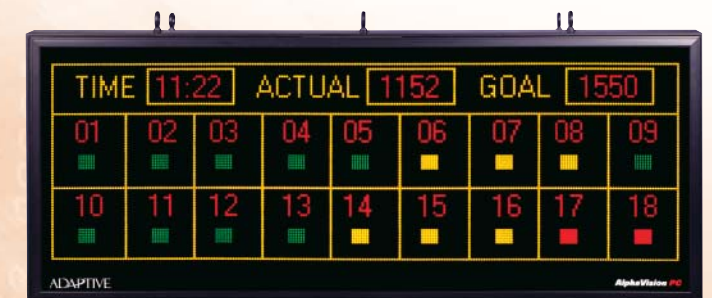 TIME 11:22 ACTUAL 1152 GOAL 1550
01 02 03 04 05 06 07 08 09
10 11 12 13 14 15 16 17 18
ADAPTIVE AlphaVision PC